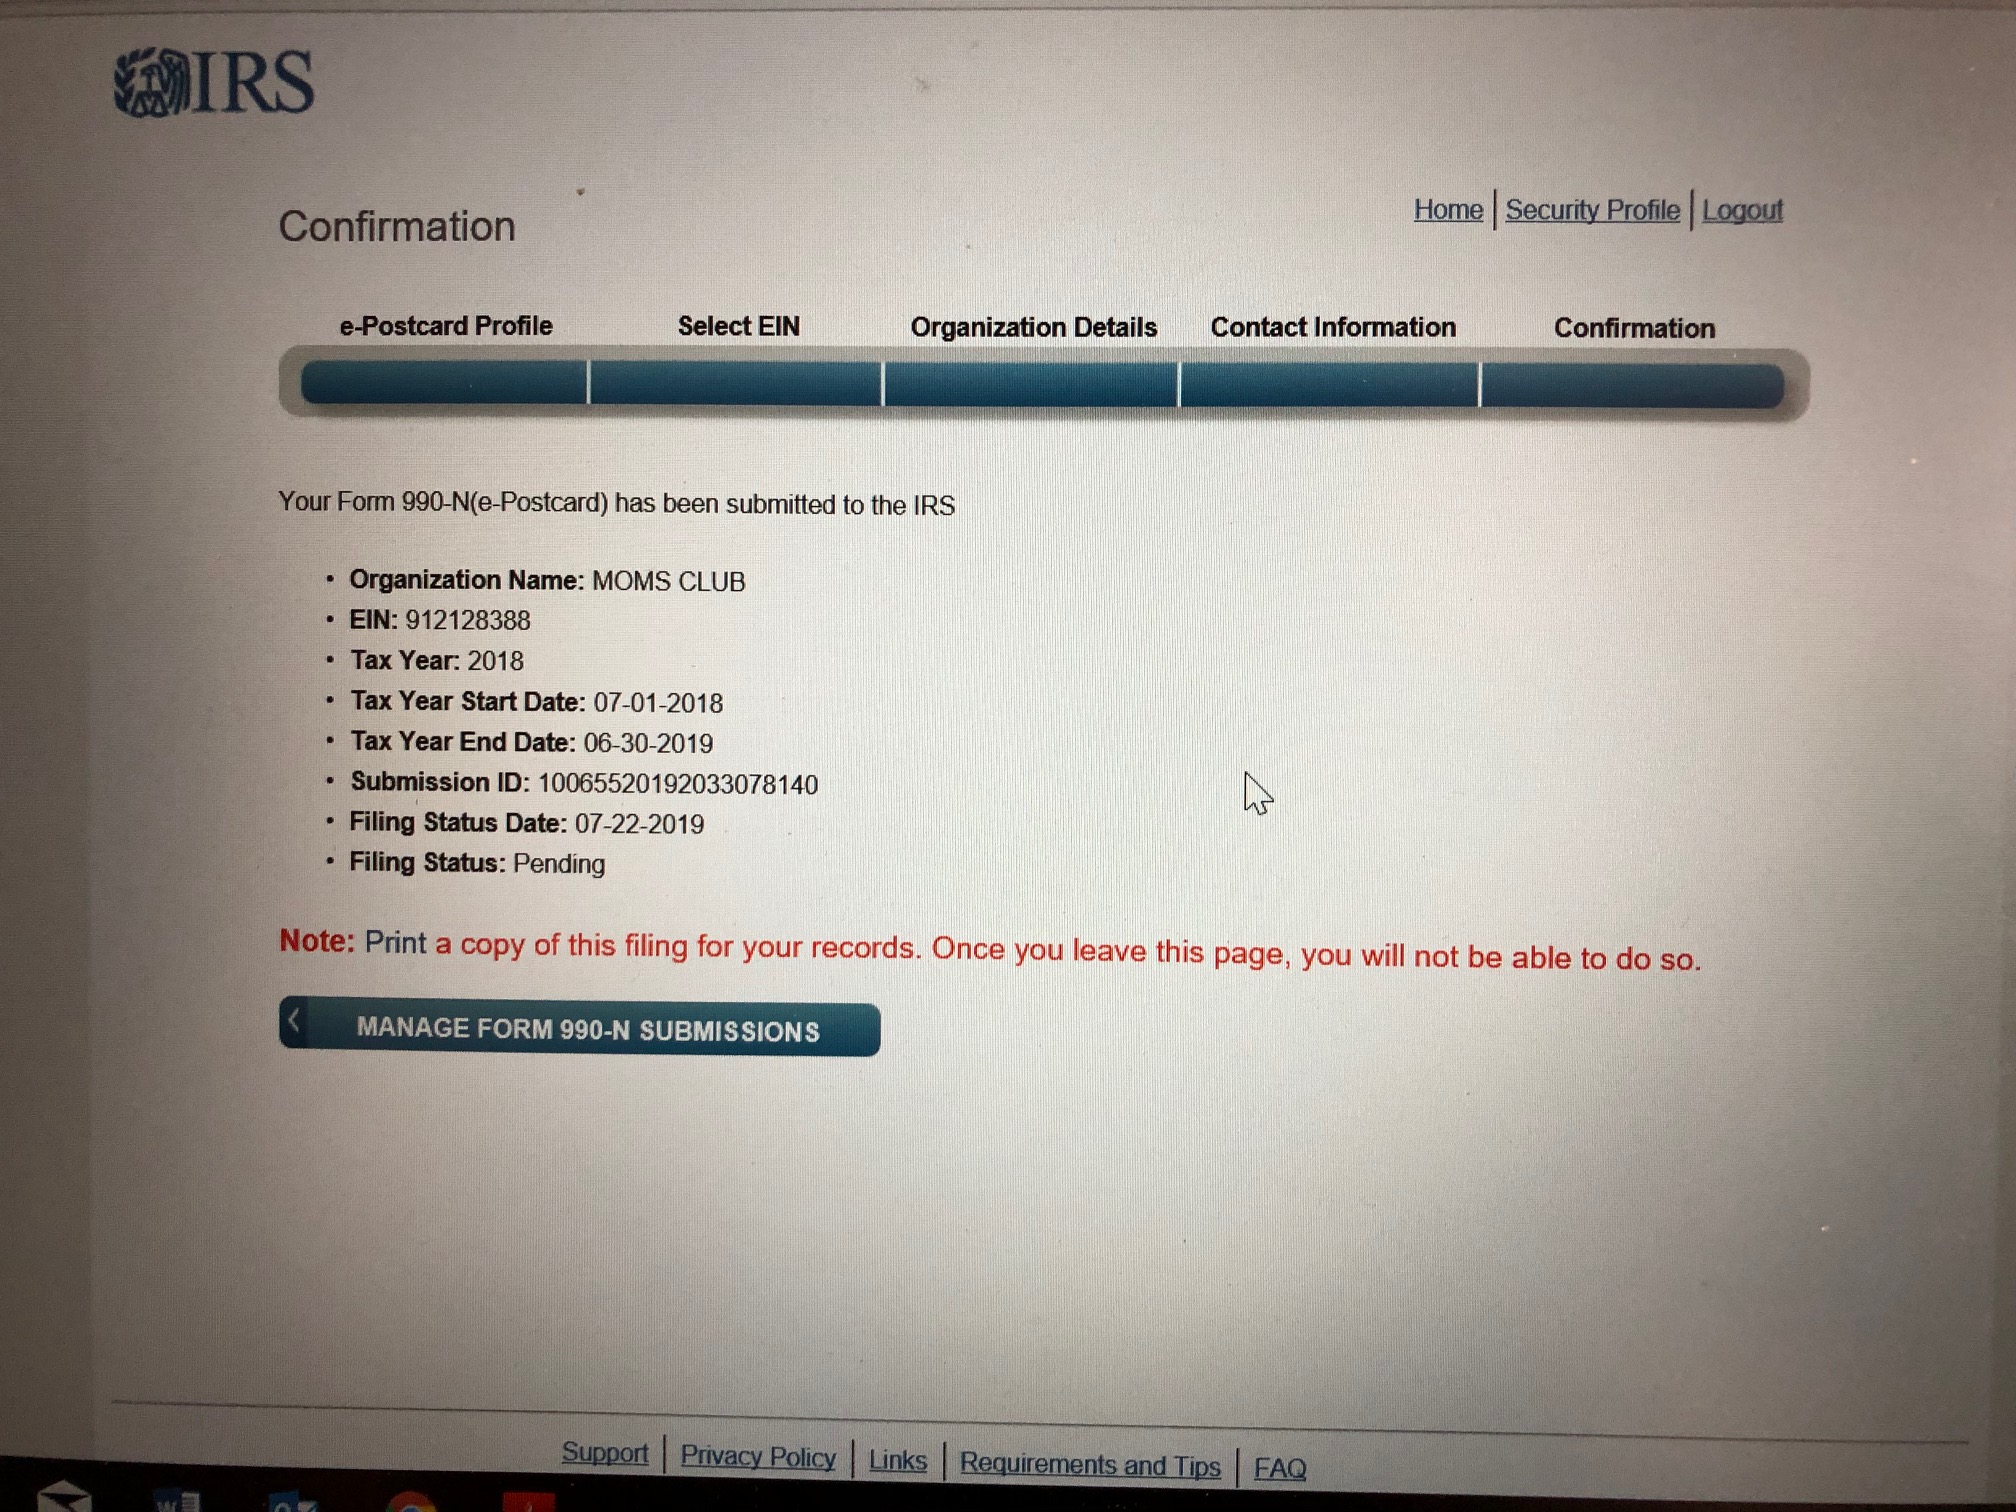 IRS
Confirmation
Home | Security Profile | Logout
e-Postcard Profile Select EIN Organization Details Contact Information Confirmation
Your Form 990-N(e-Postcard) has been submitted to the IRS
• Organization Name: MOMS CLUB
• EIN: 912128388
• Tax Year: 2018
• Tax Year Start Date: 07-01-2018
• Tax Year End Date: 06-30-2019
• Submission ID: 10065520192033078140
• Filing Status Date: 07-22-2019
• Filing Status: Pending
Note: Print a copy of this filing for your records. Once you leave this page, you will not be able to do so.
MANAGE FORM 990-N SUBMISSIONS
Support | Privacy Policy | Links | Requirements and Tips | FAQ